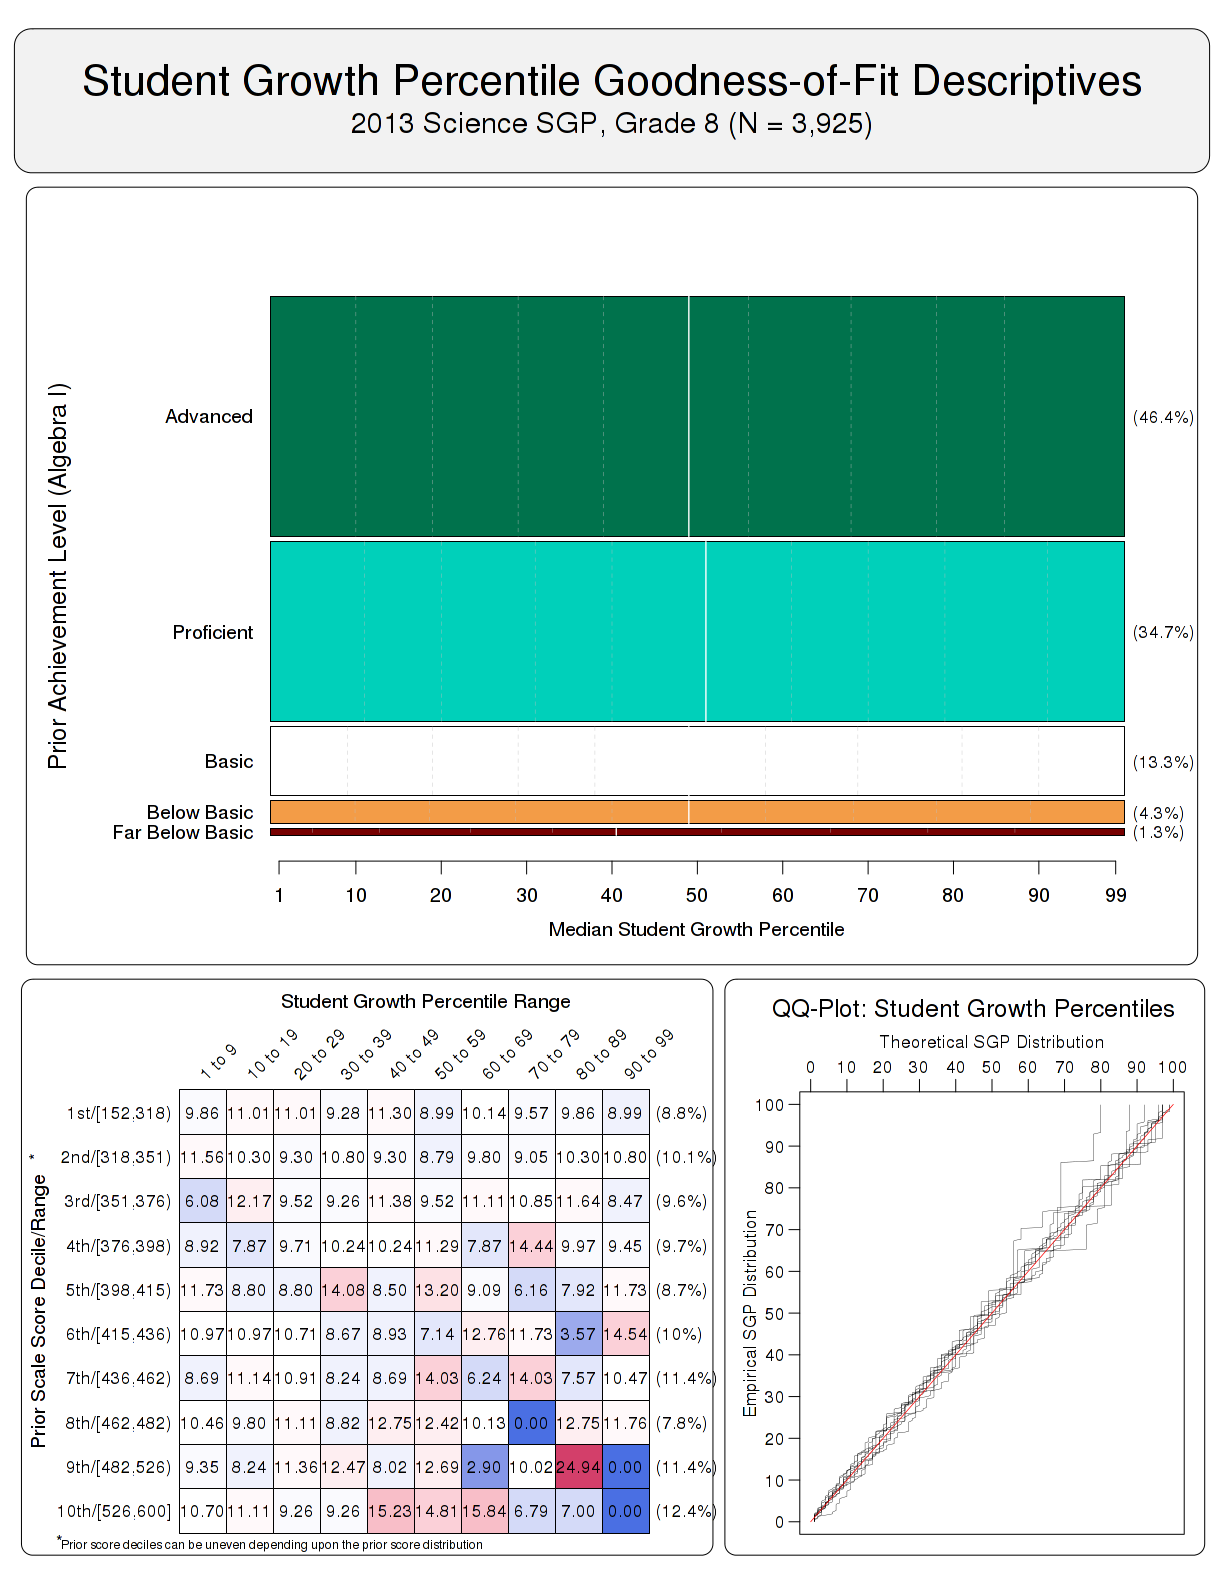 Student Growth Percentile Goodness-of-Fit Descriptives
2013 Science SGP, Grade 8 (N = 3,925)
Prior Achievement Level (Algebra I)
Advanced (46.4%)
Proficient (34.7%)
Basic (13.3%)
Below Basic (4.3%)
Far Below Basic (1.3%)
1 10 20 30 40 50 60 70 80 90 99
Median Student Growth Percentile
Student Growth Percentile Range
1 to 9 10 to 19 20 to 29 30 to 39 40 to 49 50 to 59 60 to 69 70 to 79 80 to 89 90 to 99
Prior Scale Score Decile/Range *
1st/[152,318) 9.86 11.01 11.01 9.28 11.30 8.99 10.14 9.57 9.86 8.99 (8.8%)
2nd/[318,351) 11.56 10.30 9.30 10.80 9.30 8.79 9.80 9.05 10.30 10.80 (10.1%)
3rd/[351,376) 6.08 12.17 9.52 9.26 11.38 9.52 11.11 10.85 11.64 8.47 (9.6%)
4th/[376,398) 8.92 7.87 9.71 10.24 10.24 11.29 7.87 14.44 9.97 9.45 (9.7%)
5th/[398,415) 11.73 8.80 8.80 14.08 8.50 13.20 9.09 6.16 7.92 11.73 (8.7%)
6th/[415,436) 10.97 10.97 10.71 8.67 8.93 7.14 12.76 11.73 3.57 14.54 (10%)
7th/[436,462) 8.69 11.14 10.91 8.24 8.69 14.03 6.24 14.03 7.57 10.47 (11.4%)
8th/[462,482) 10.46 9.80 11.11 8.82 12.75 12.42 10.13 0.00 12.75 11.76 (7.8%)
9th/[482,526) 9.35 8.24 11.36 12.47 8.02 12.69 2.90 10.02 24.94 0.00 (11.4%)
10th/[526,600] 10.70 11.11 9.26 9.26 15.23 14.81 15.84 6.79 7.00 0.00 (12.4%)
*Prior score deciles can be uneven depending upon the prior score distribution
QQ-Plot: Student Growth Percentiles
Theoretical SGP Distribution
0 10 20 30 40 50 60 70 80 90 100
Empirical SGP Distribution
100
90
80
70
60
50
40
30
20
10
0